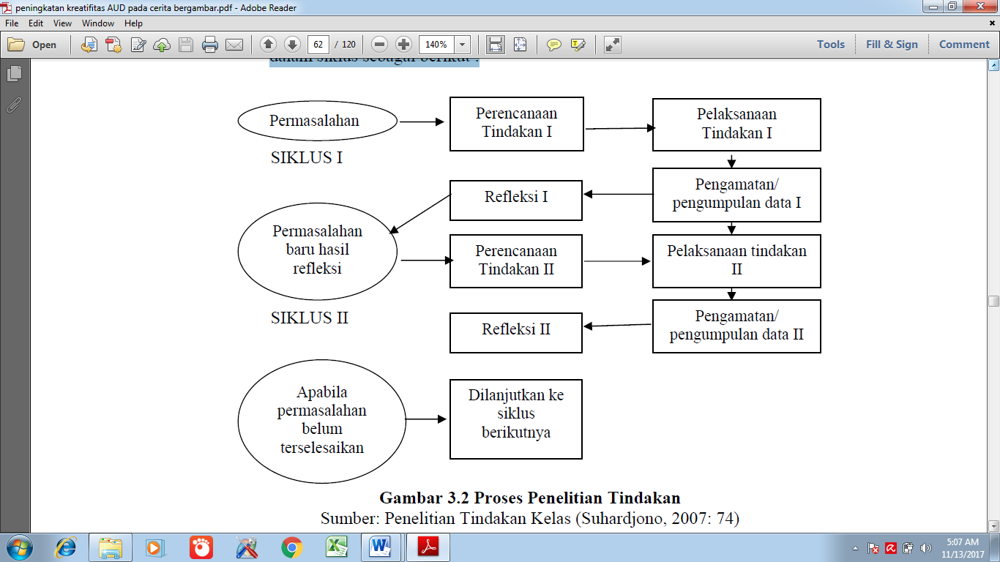 peningkatan kreatifitas AUD pada cerita bergambar.pdf - Adobe Reader
File Edit View Window Help
Open 62 / 120 140% Tools Fill & Sign Comment
dalam siklus sebagai berikut :
Permasalahan
Perencanaan
Tindakan I
Pelaksanaan
Tindakan I
SIKLUS I
Refleksi I
Pengamatan/
pengumpulan data I
Permasalahan
baru hasil
refleksi
Perencanaan
Tindakan II
Pelaksanaan tindakan
II
SIKLUS II
Refleksi II
Pengamatan/
pengumpulan data II
Apabila
permasalahan
belum
terselesaikan
Dilanjutkan ke
siklus
berikutnya
Gambar 3.2 Proses Penelitian Tindakan
Sumber: Penelitian Tindakan Kelas (Suhardjono, 2007: 74)
5:07 AM
11/13/2017